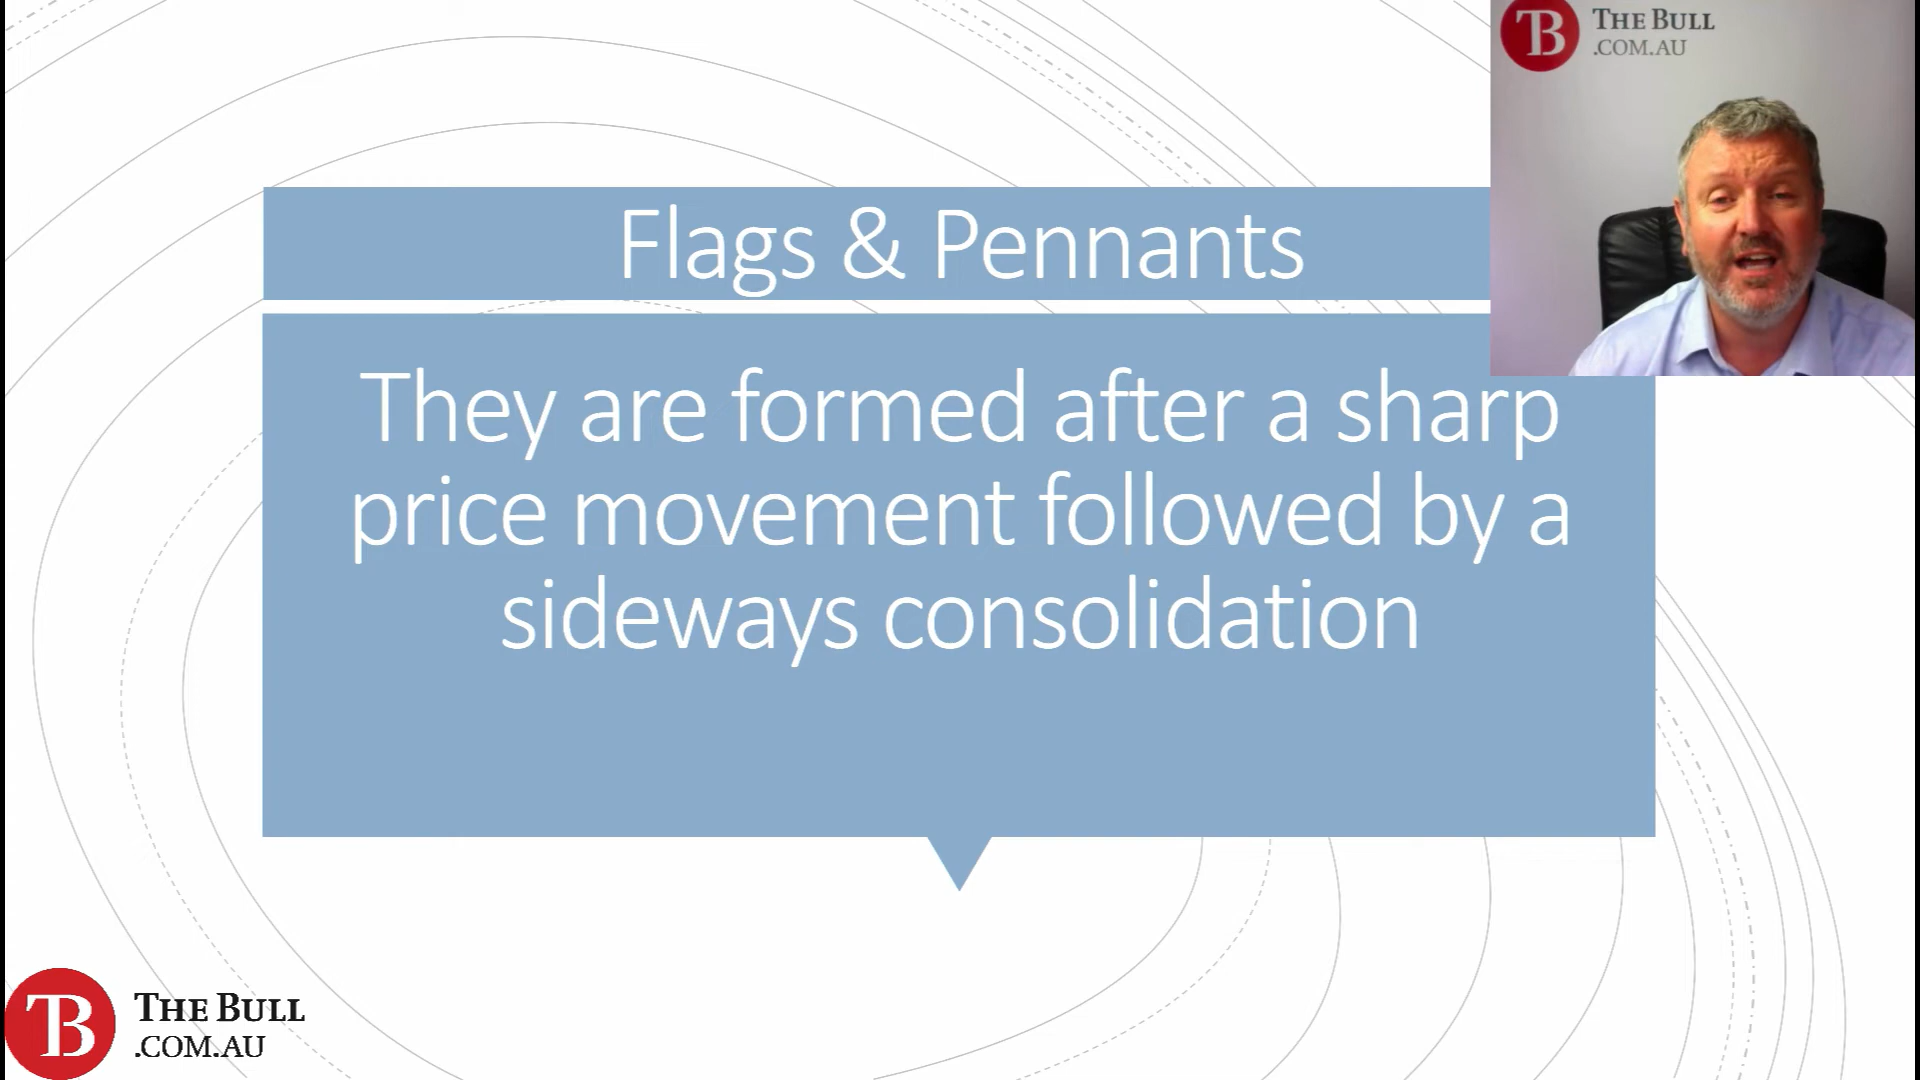 THE BULL
.COM.AU
Flags & Pennants
They are formed after a sharp
price movement followed by a
sideways consolidation
TB
THE BULL
.COM.AU
TB